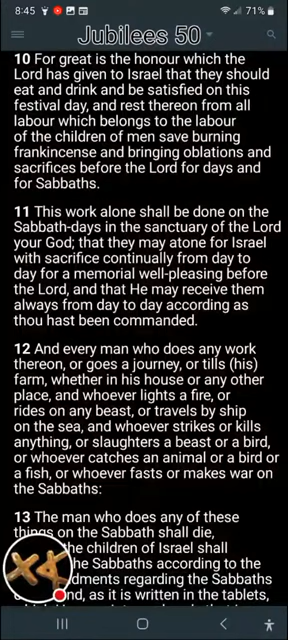 8:45
71%
Jubilees 50
10 For great is the honour which the
Lord has given to Israel that they should
eat and drink and be satisfied on this
festival day, and rest thereon from all
labour which belongs to the labour
of the children of men save burning
frankincense and bringing oblations and
sacrifices before the Lord for days and
for Sabbaths.
11 This work alone shall be done on the
Sabbath-days in the sanctuary of the Lord
your God; that they may atone for Israel
with sacrifice continually from day to
day for a memorial well-pleasing before
the Lord, and that He may receive them
always from day to day according as
thou hast been commanded.
12 And every man who does any work
thereon, or goes a journey, or tills (his)
farm, whether in his house or any other
place, and whoever lights a fire, or
rides on any beast, or travels by ship
on the sea, and whoever strikes or kills
anything, or slaughters a beast or a bird,
or whoever catches an animal or a bird or
a fish, or whoever fasts or makes war on
the Sabbaths:
13 The man who does any of these
things on the Sabbath shall die,
the children of Israel shall
the Sabbaths according to the
dments regarding the Sabbaths
nd, as it is written in the tablets,